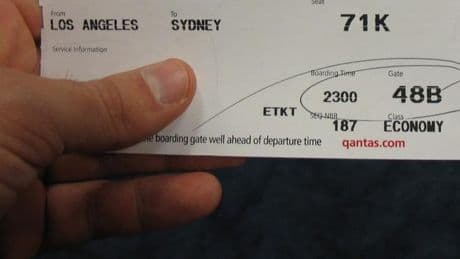 From To Seat
LOS ANGELES SYDNEY 71K
Service Information
Boarding Time Gate
2300 48B
ETKT SEQ NBR Class
187 ECONOMY
boarding gate well ahead of departure time qantas.com